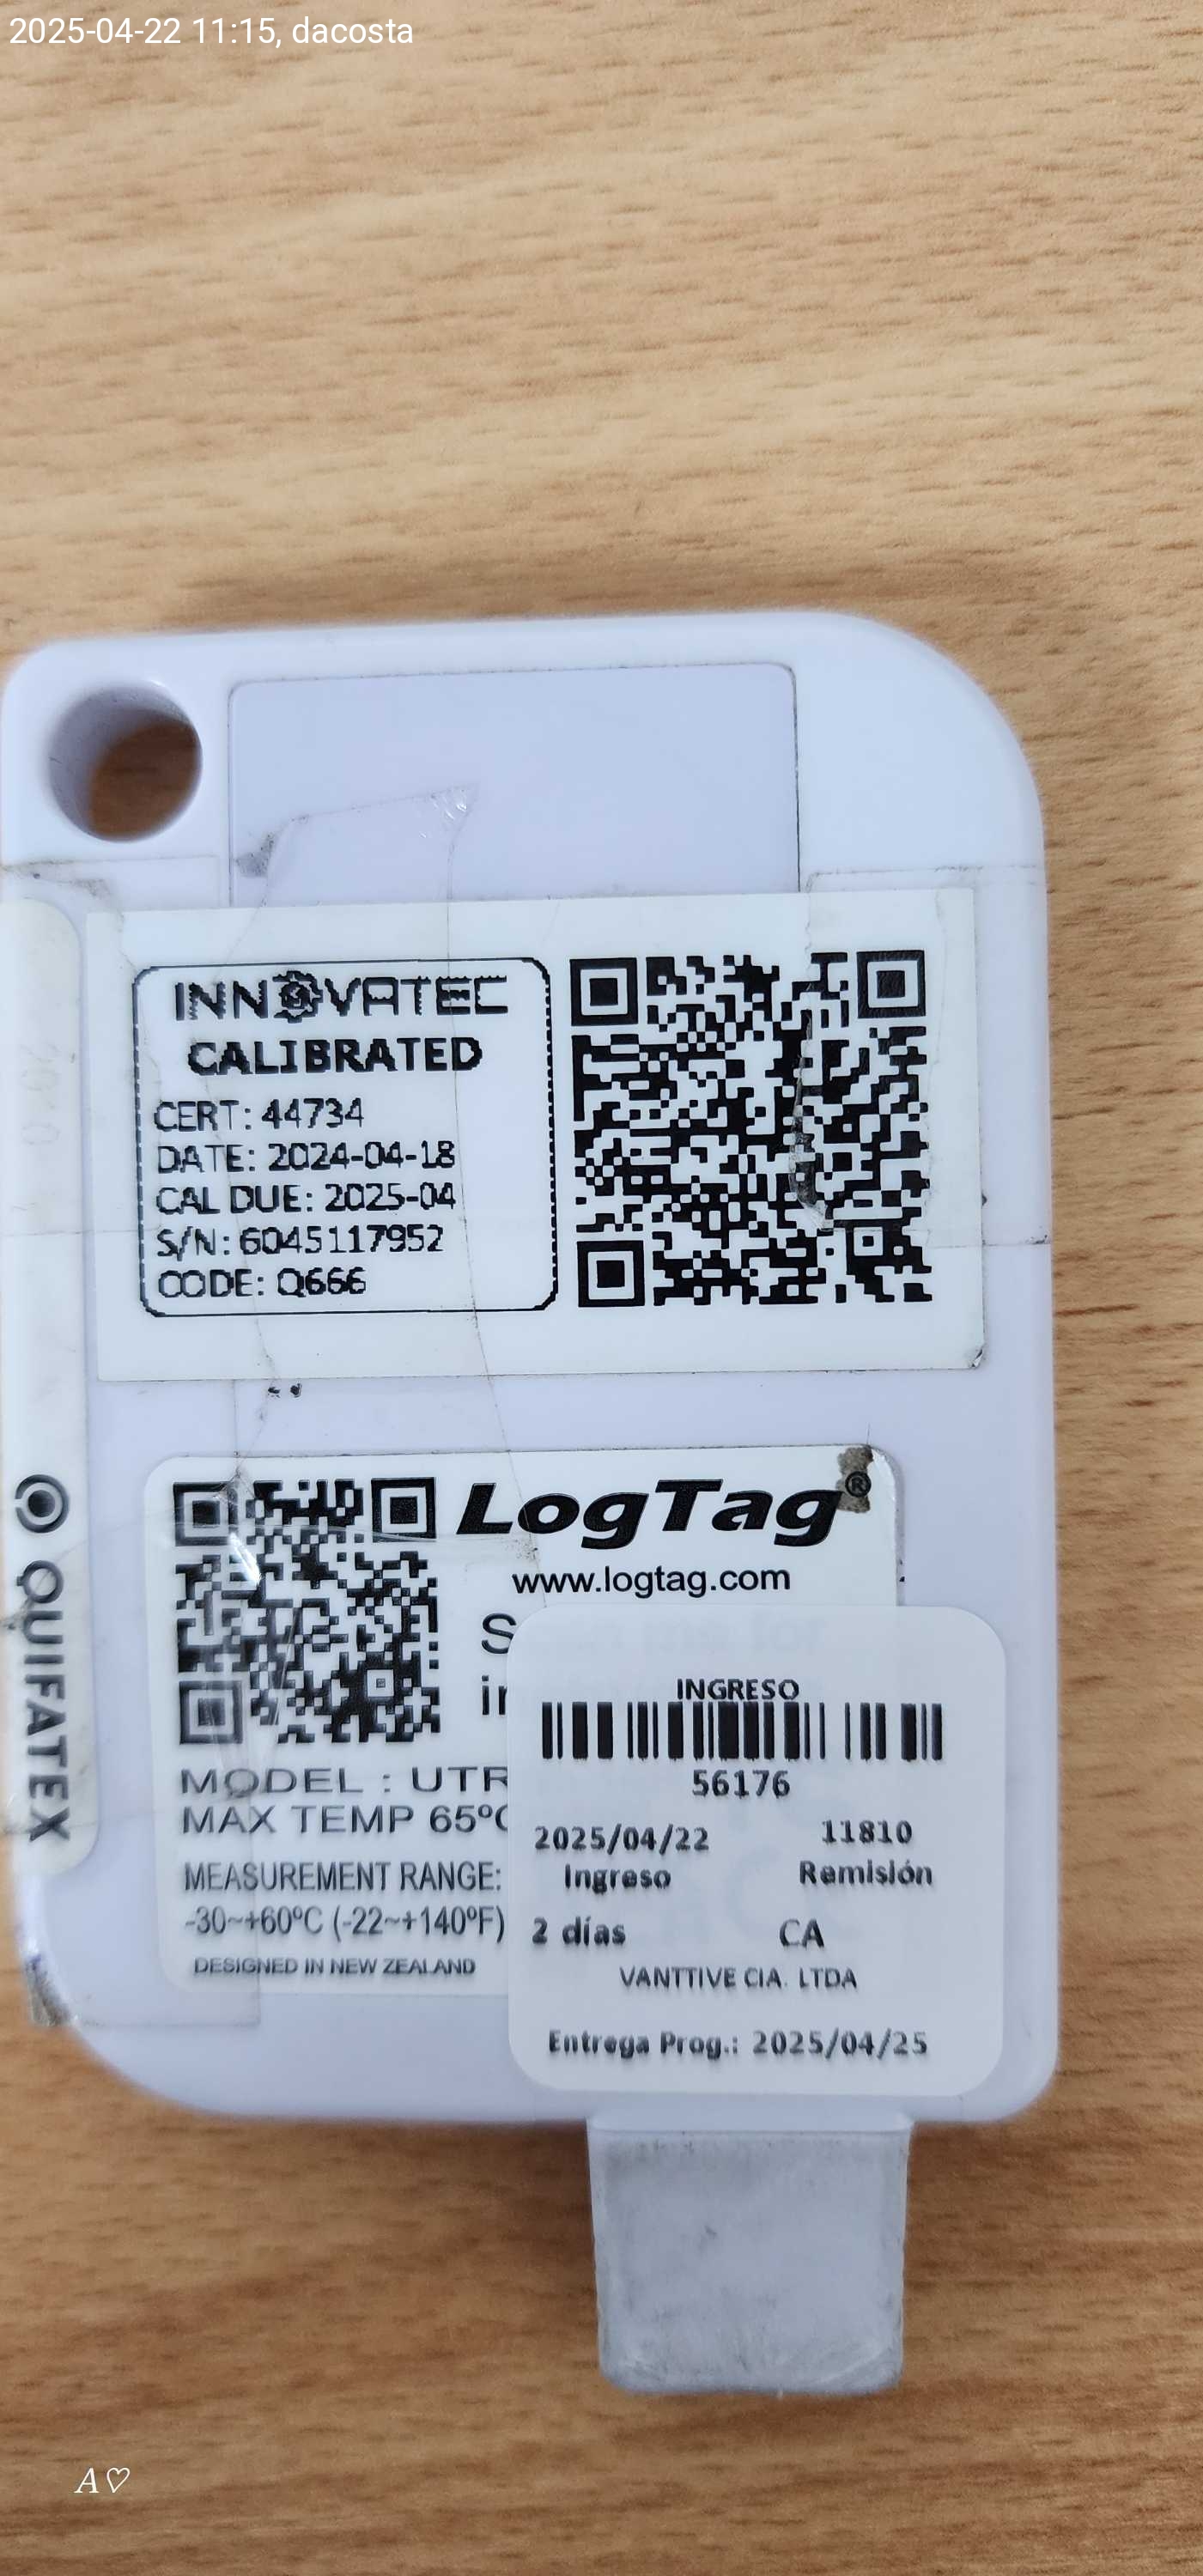 2025-04-22 11:15, dacosta
INNOVATEC
CALIBRATED
CERT: 44734
DATE: 2024-04-18
CAL DUE: 2025-04
S/N: 6045117952
CODE: Q666
QUIFATEX
LogTag®
www.logtag.com
MODEL : UTR
MAX TEMP 65ºC
MEASUREMENT RANGE:
-30~+60ºC (-22~+140ºF)
DESIGNED IN NEW ZEALAND
INGRESO
56176
2025/04/22 11810
Ingreso Remisión
2 días CA
VANTTIVE CIA. LTDA
Entrega Prog.: 2025/04/25
A♡